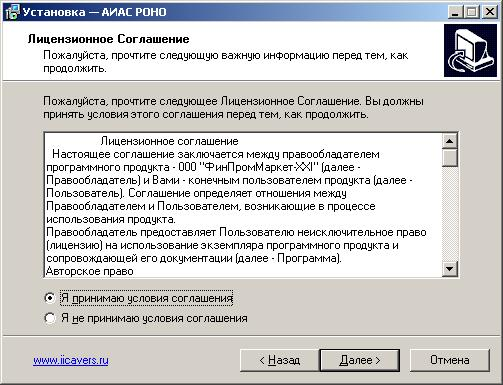 Установка — АИАС РОНО
Лицензионное Соглашение
Пожалуйста, прочтите следующую важную информацию перед тем, как
продолжить.
Пожалуйста, прочтите следующее Лицензионное Соглашение. Вы должны
принять условия этого соглашения перед тем, как продолжить.
Лицензионное соглашение
Настоящее соглашение заключается между правообладателем
программного продукта - ООО "ФинПромМаркет-XXI" (далее -
Правообладатель) и Вами - конечным пользователем продукта (далее -
Пользователь). Соглашение определяет отношения между
Правообладателем и Пользователем, возникающие в процессе
использования продукта.
Правообладатель предоставляет Пользователю неисключительное право
(лицензию) на использование экземпляра программного продукта и
сопровождающей его документации (далее - Программа).
Авторское право
Я принимаю условия соглашения
Я не принимаю условия соглашения
www.iicavers.ru
< Назад
Далее >
Отмена